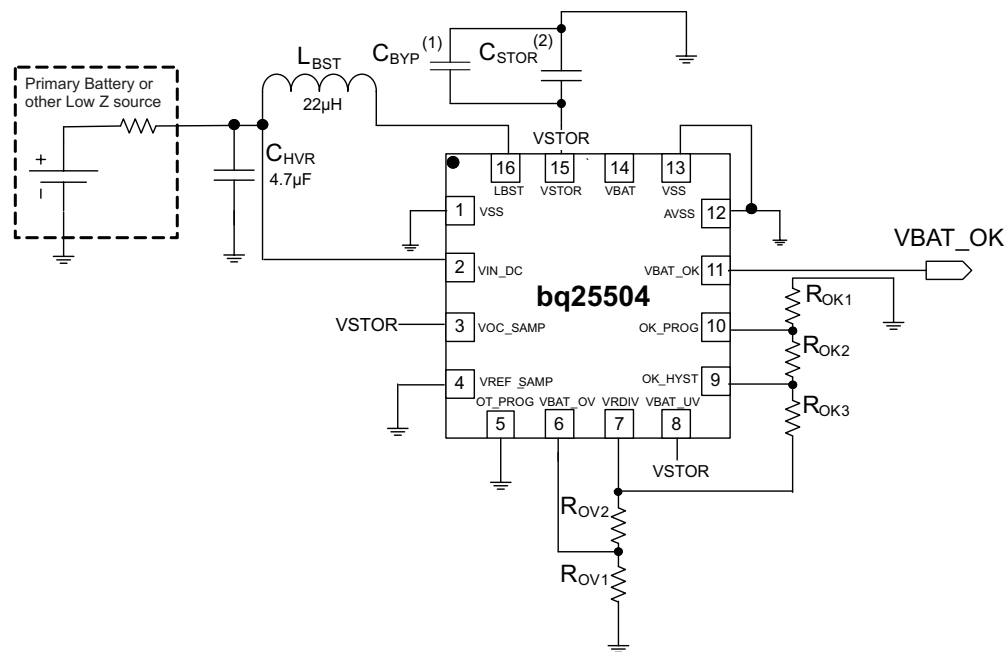 C_BYP (1) C_STOR (2)
L_BST
22µH
Primary Battery or
other Low Z source
+
C_HVR
4.7µF
VSTOR
16 15 14 13
LBST VSTOR VBAT VSS
1 VSS
AVSS 12
2 VIN_DC
VBAT_OK 11
VBAT_OK
bq25504
VSTOR 3 VOC_SAMP
OK_PROG 10
R_OK1
R_OK2
4 VREF_SAMP
OK_HYST 9
R_OK3
OT_PROG VBAT_OV VRDIV VBAT_UV
5 6 7 8
VSTOR
R_OV2
R_OV1